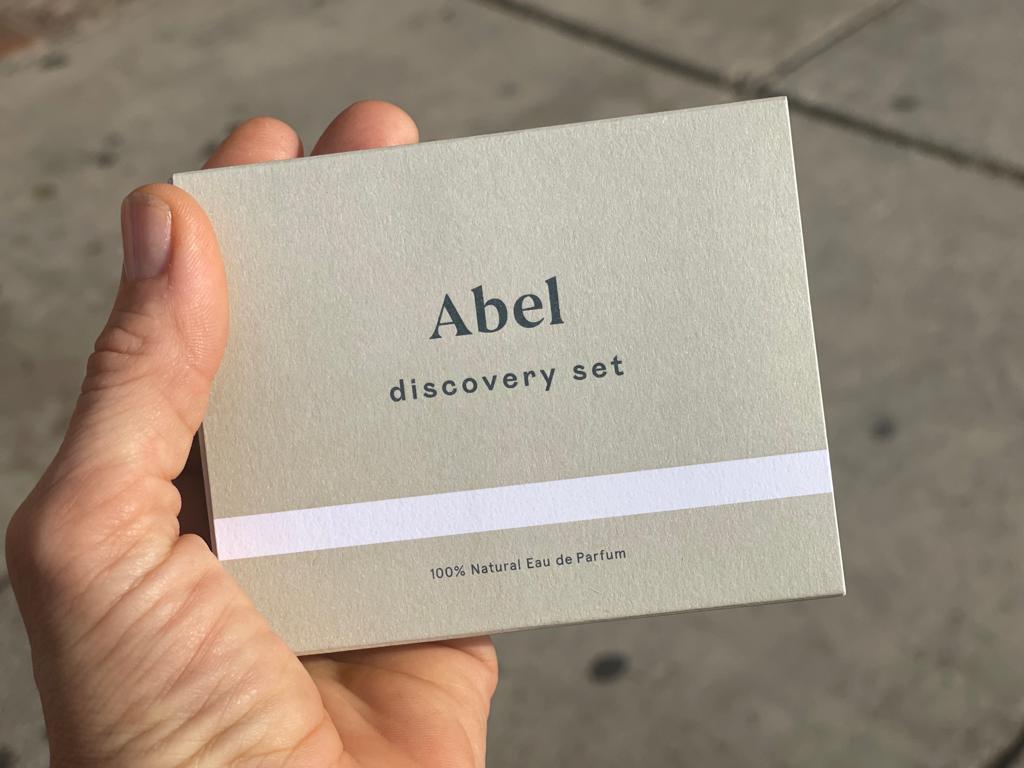 Abel
discovery set
100% Natural Eau de Parfum